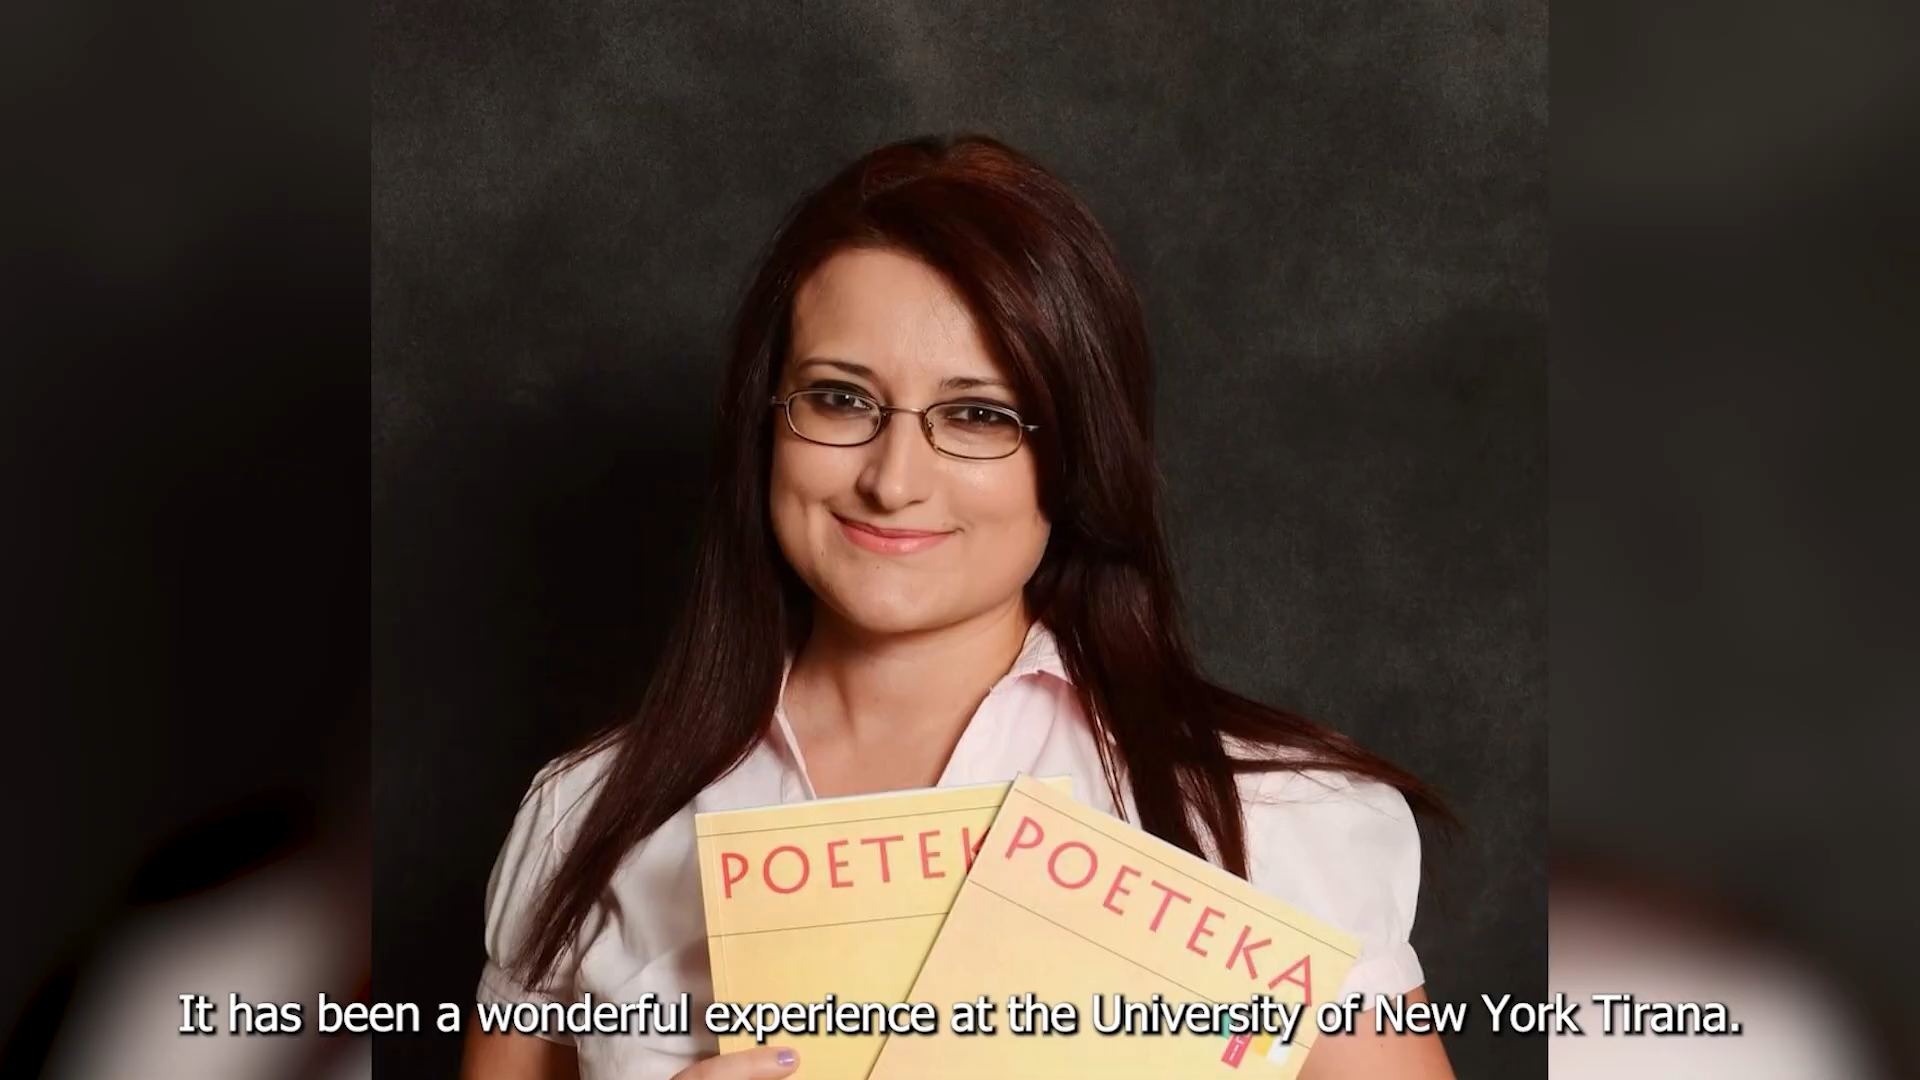 POETEK
POETEKA
It has been a wonderful experience at the University of New York Tirana.